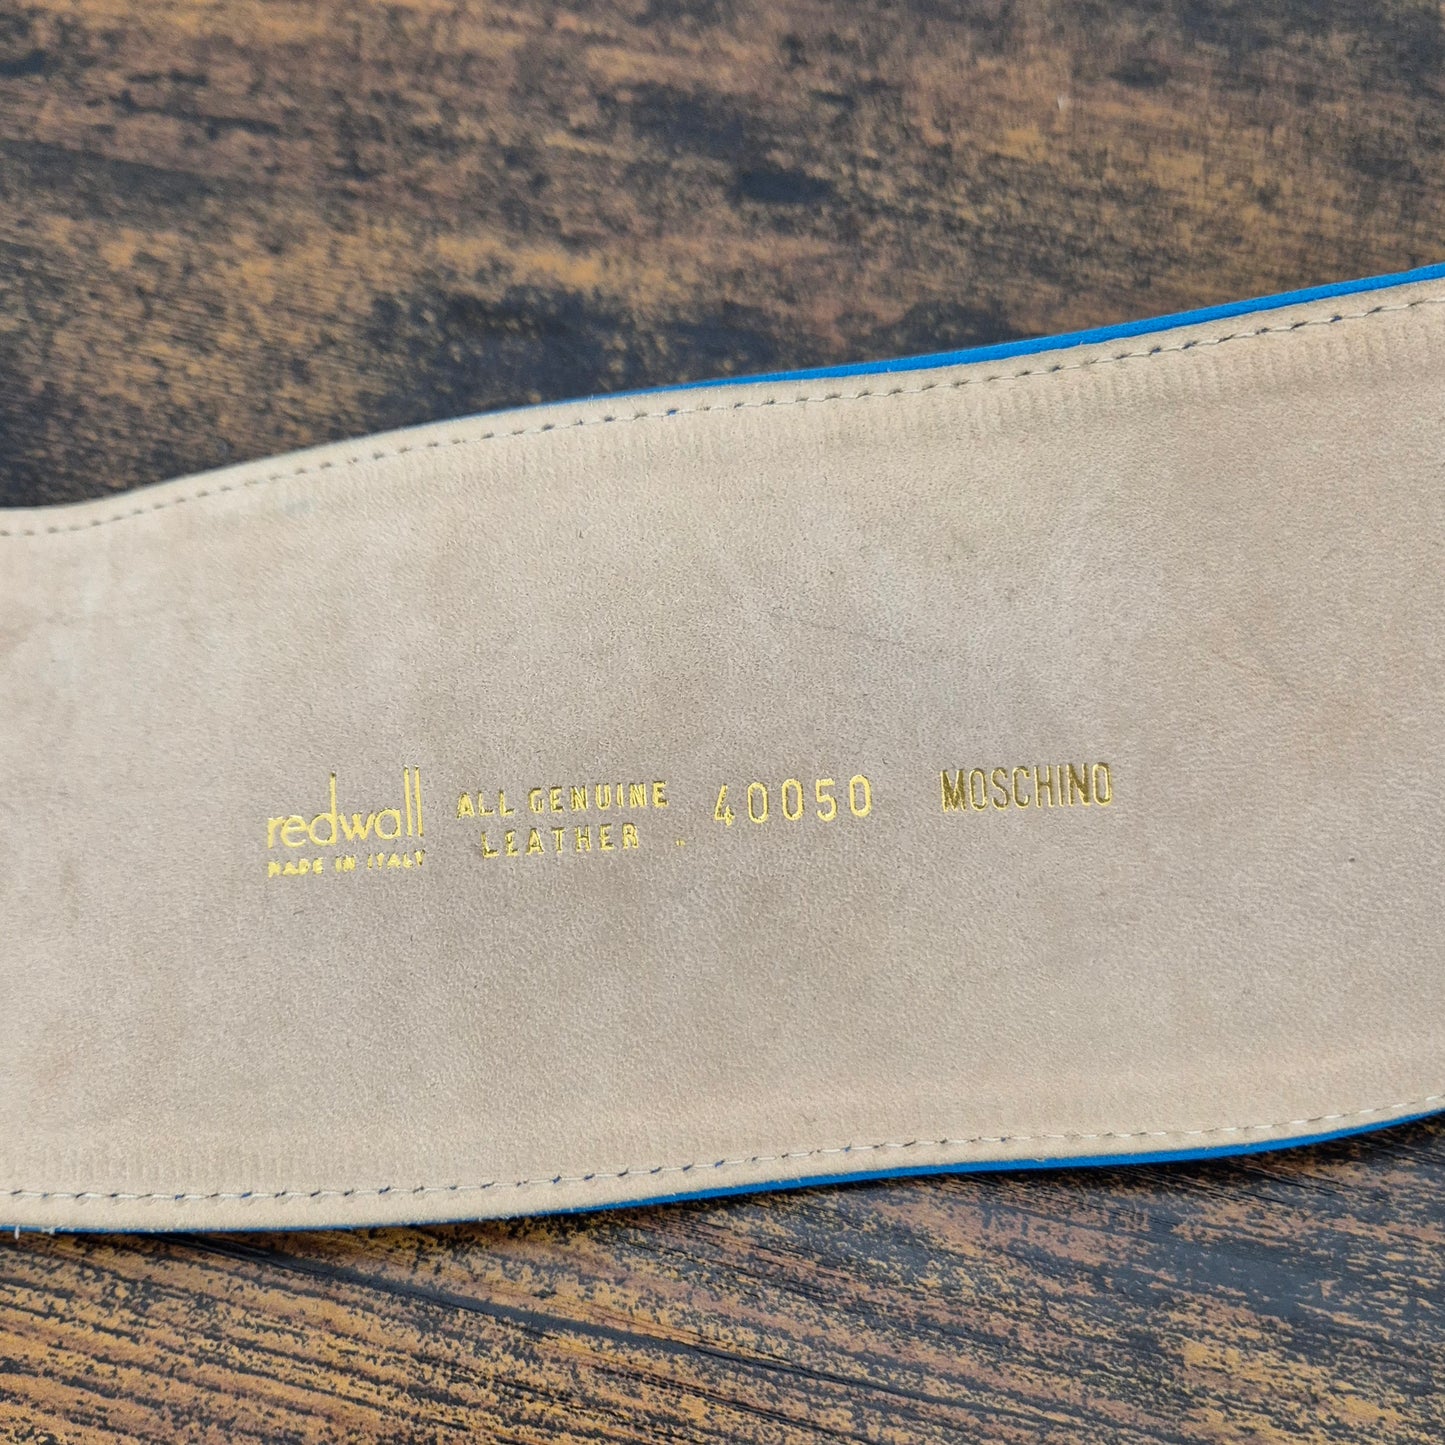 redwall
MADE IN ITALY
ALL GENUINE
LEATHER .
40050
MOSCHINO